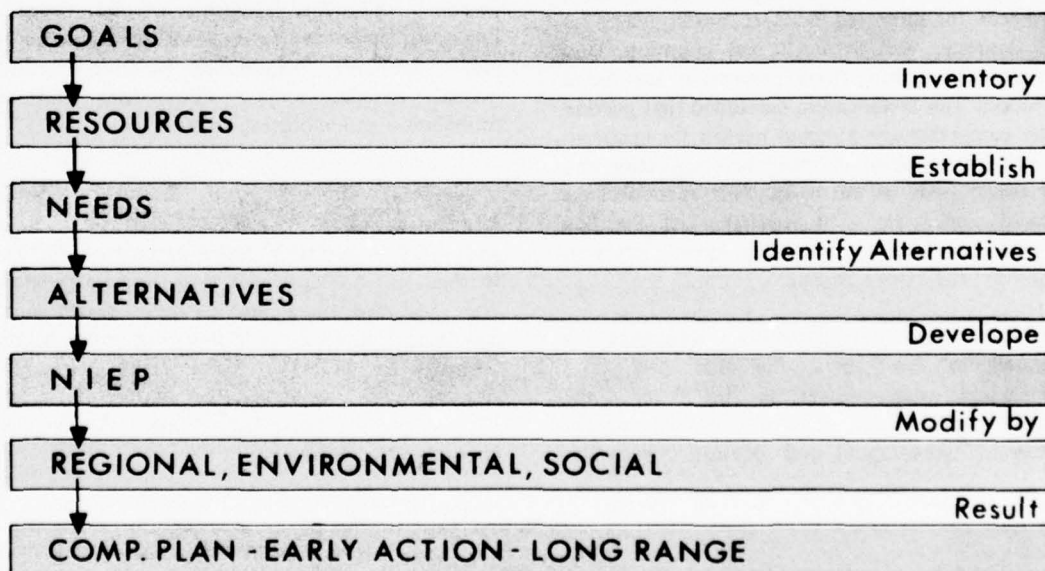 GOALS
Inventory
RESOURCES
Establish
NEEDS
Identify Alternatives
ALTERNATIVES
Develope
N I E P
Modify by
REGIONAL, ENVIRONMENTAL, SOCIAL
Result
COMP. PLAN - EARLY ACTION - LONG RANGE